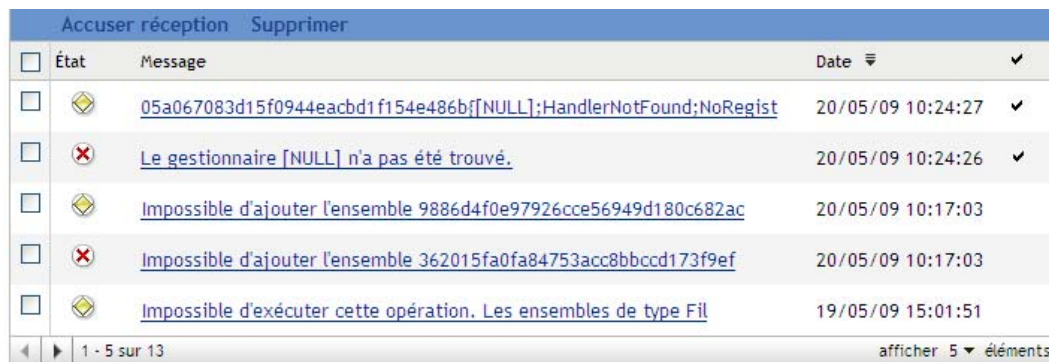 Accuser réception Supprimer
État Message Date
05a067083d15f0944eacbd1f154e486b{[NULL];HandlerNotFound;NoRegist 20/05/09 10:24:27
Le gestionnaire [NULL] n'a pas été trouvé. 20/05/09 10:24:26
Impossible d'ajouter l'ensemble 9886d4f0e97926cce56949d180c682ac 20/05/09 10:17:03
Impossible d'ajouter l'ensemble 362015fa0fa84753acc8bbccd173f9ef 20/05/09 10:17:03
Impossible d'exécuter cette opération. Les ensembles de type Fil 19/05/09 15:01:51
1 - 5 sur 13 afficher 5 éléments